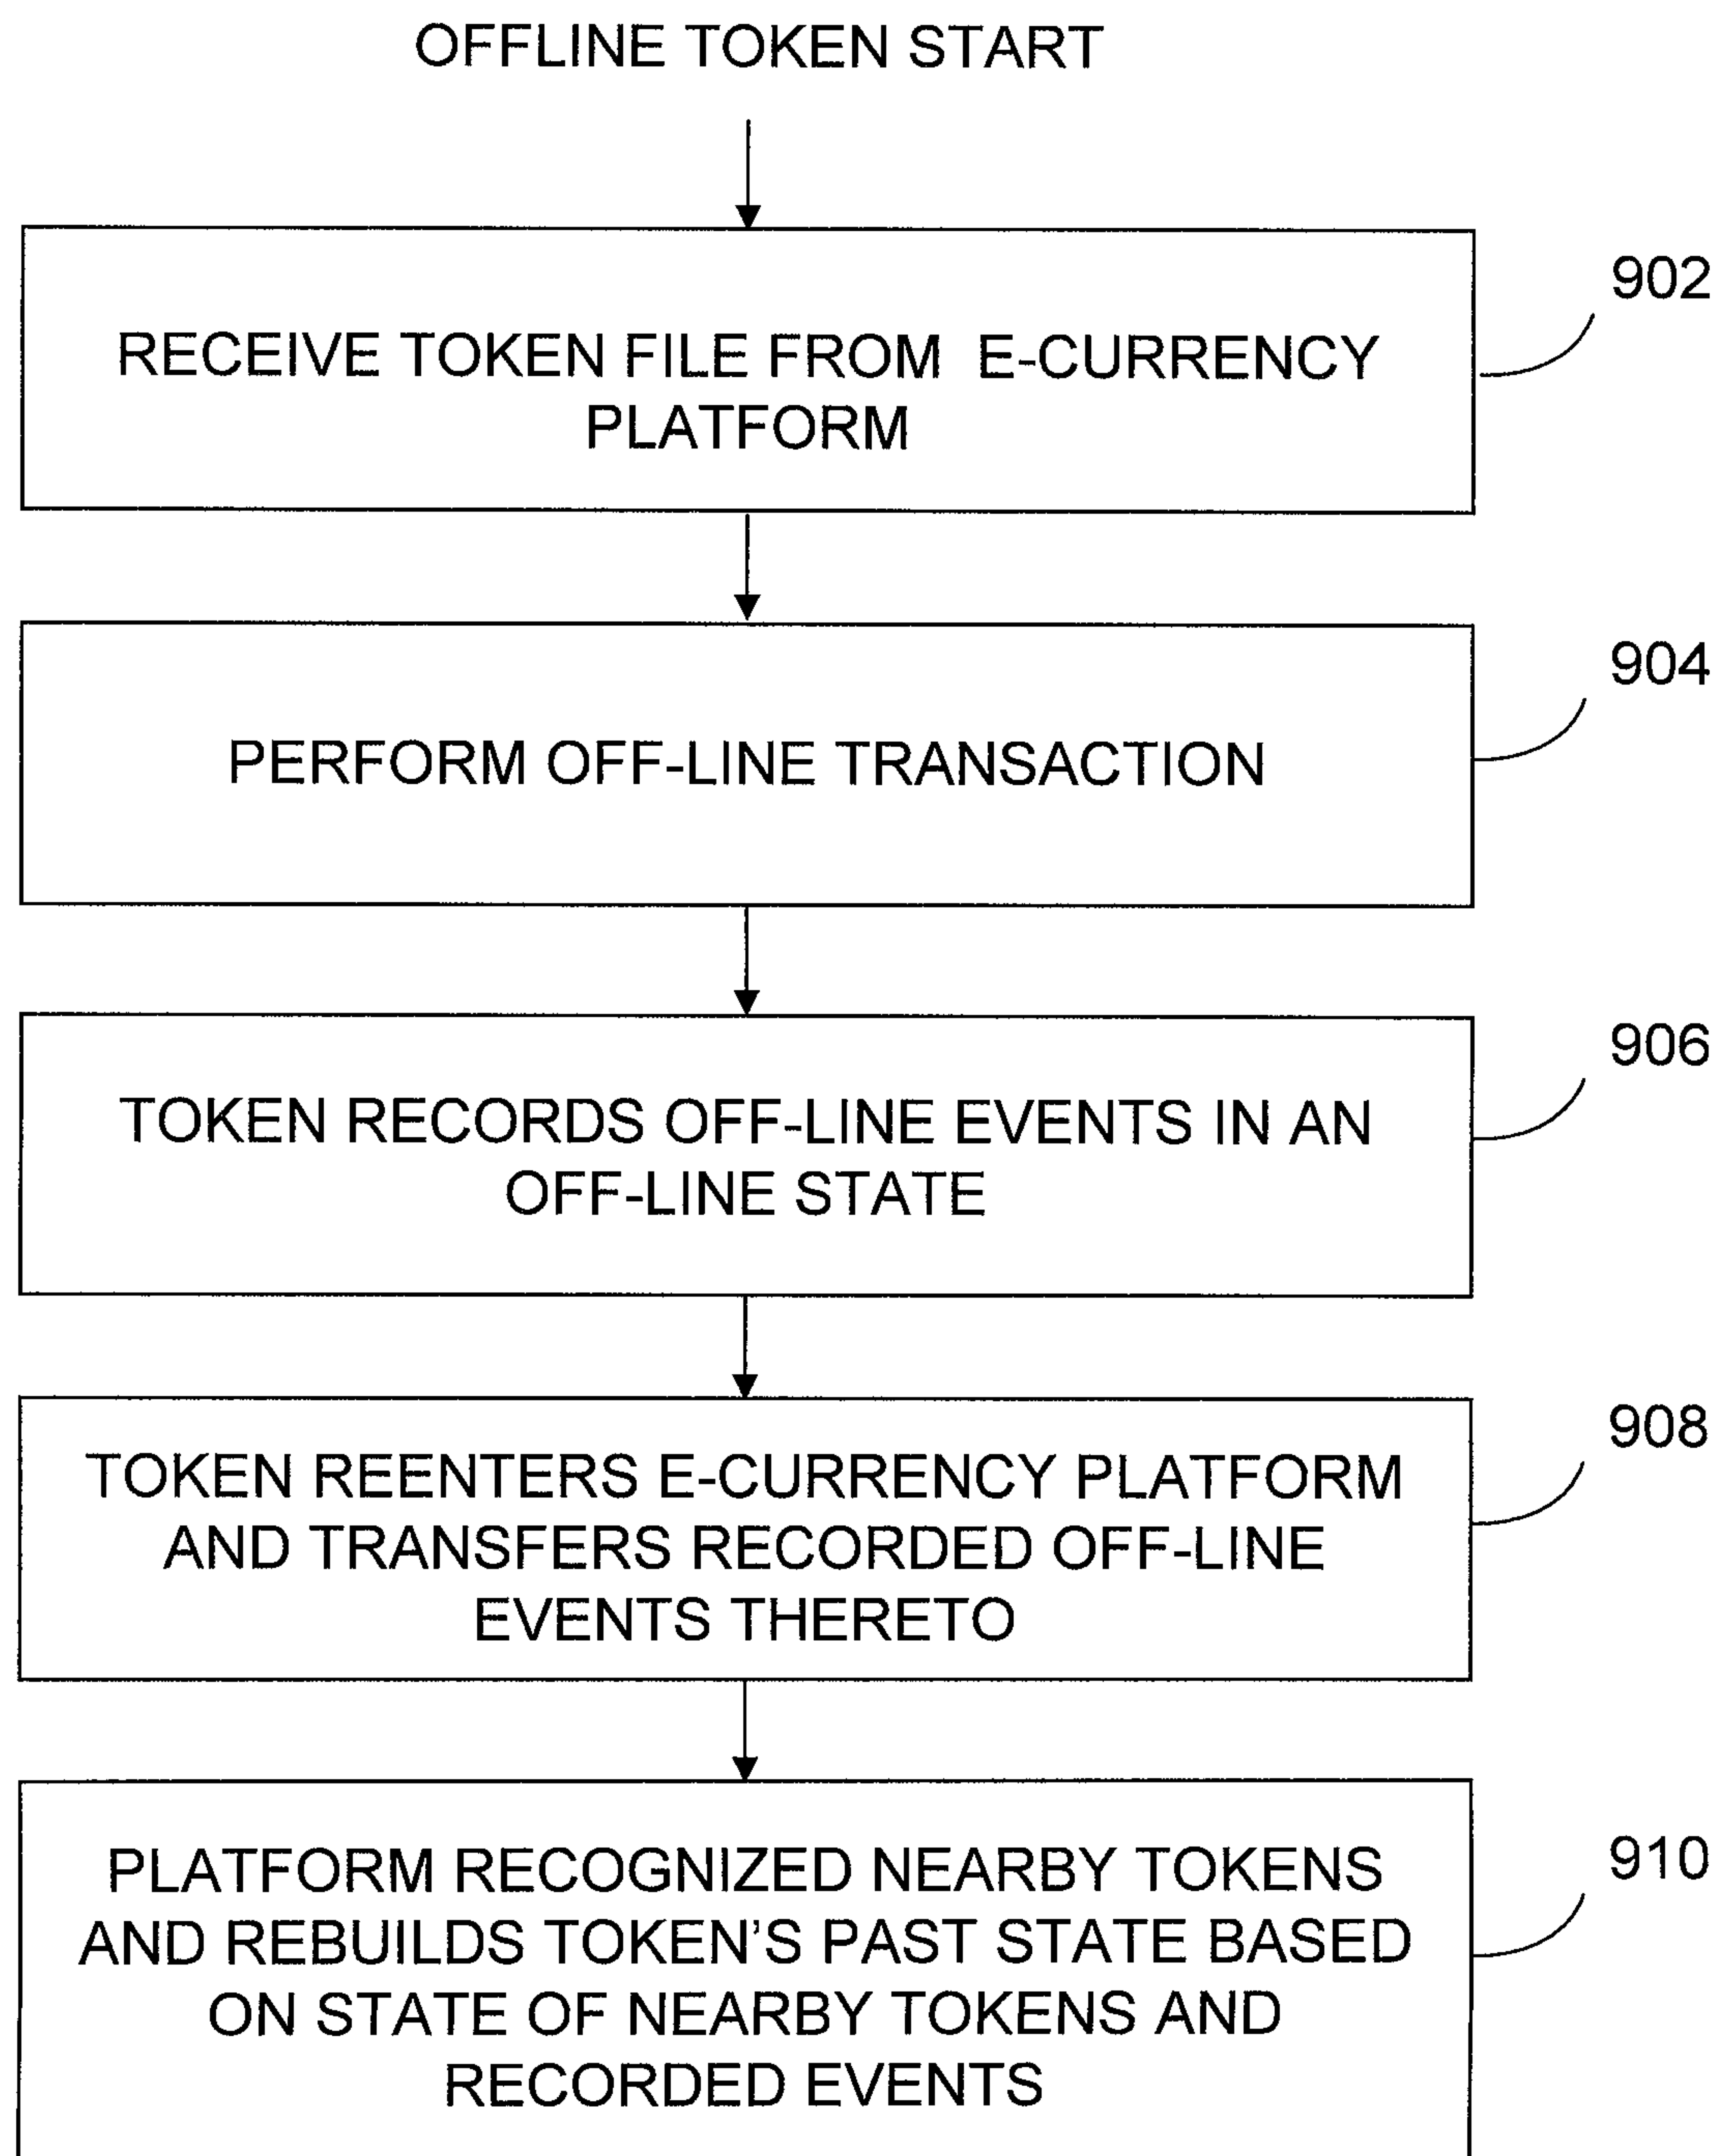 OFFLINE TOKEN START
902
RECEIVE TOKEN FILE FROM E-CURRENCY
PLATFORM
904
PERFORM OFF-LINE TRANSACTION
906
TOKEN RECORDS OFF-LINE EVENTS IN AN
OFF-LINE STATE
908
TOKEN REENTERS E-CURRENCY PLATFORM
AND TRANSFERS RECORDED OFF-LINE
EVENTS THERETO
910
PLATFORM RECOGNIZED NEARBY TOKENS
AND REBUILDS TOKEN'S PAST STATE BASED
ON STATE OF NEARBY TOKENS AND
RECORDED EVENTS